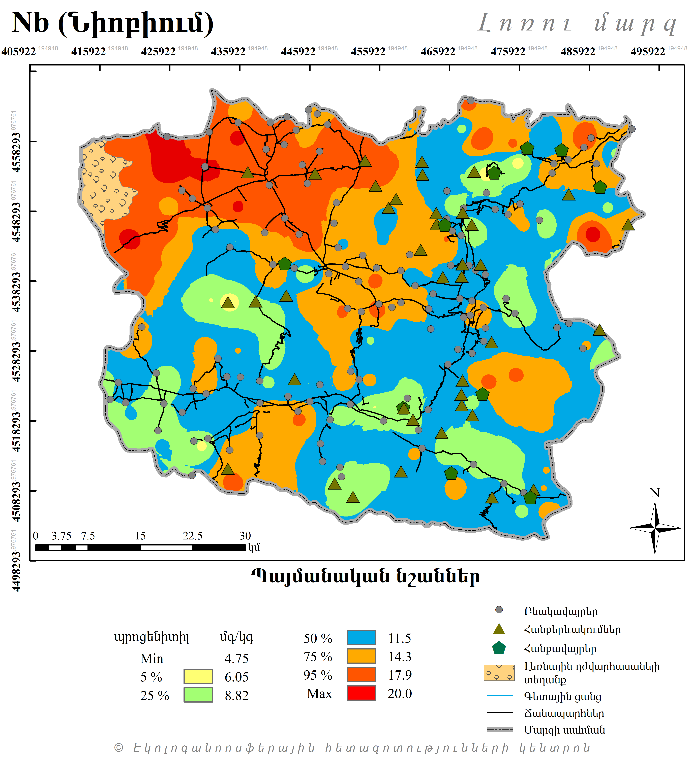 Nb (Նիոբիում) Լոռու մարզ
405922 415922 425922 435922 445922 455922 465922 475922 485922 495922
4558293
4548293
4538293
4528293
4518293
4508293
4498293
N
0 3.75 7.5 15 22.5 30
կմ
Պայմանական նշաններ
պրոցենտիլ մգ/կգ
Min 4.75
5 % 6.05
25 % 8.82
50 % 11.5
75 % 14.3
95 % 17.9
Max 20.0
Բնակավայրեր
Հանքերևակումներ
Հանքավայրեր
Լեռնային դժվարհասանելի
տեղանք
Գետային ցանց
Ճանապարհներ
Մարզի սահման
© Էկոլոգանոոսֆերային հետազոտությունների կենտրոն